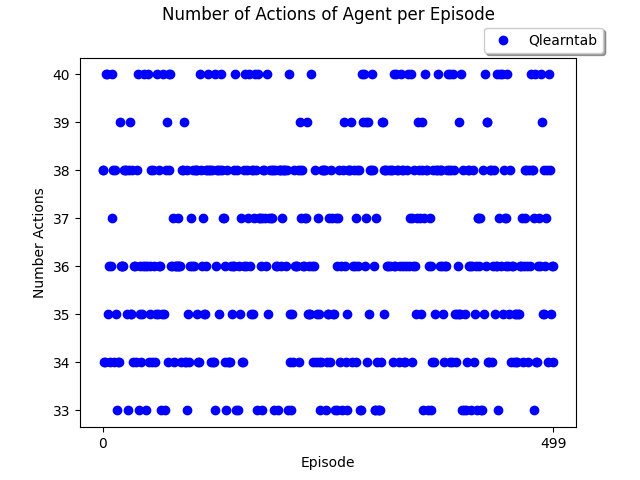 Number of Actions of Agent per Episode
Qlearntab
40
39
38
37
36
35
34
33
Number Actions
0
499
Episode